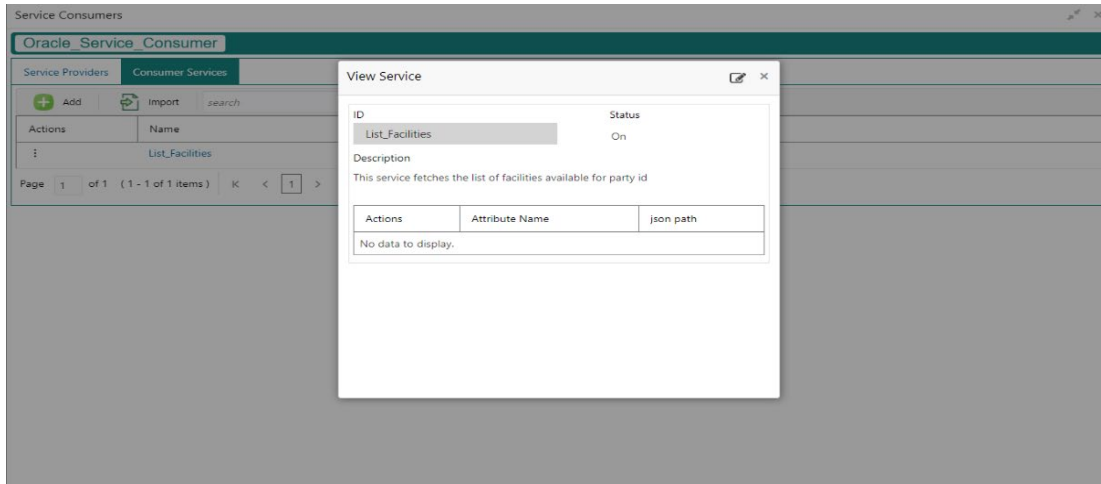 Service Consumers
Oracle_Service_Consumer
Service Providers Consumer Services
Add Import search
Actions Name
List_Facilities
Page 1 of 1 (1 - 1 of 1 items) K < 1 >
View Service
ID Status
List_Facilities On
Description
This service fetches the list of facilities available for party id
Actions Attribute Name json path
No data to display.